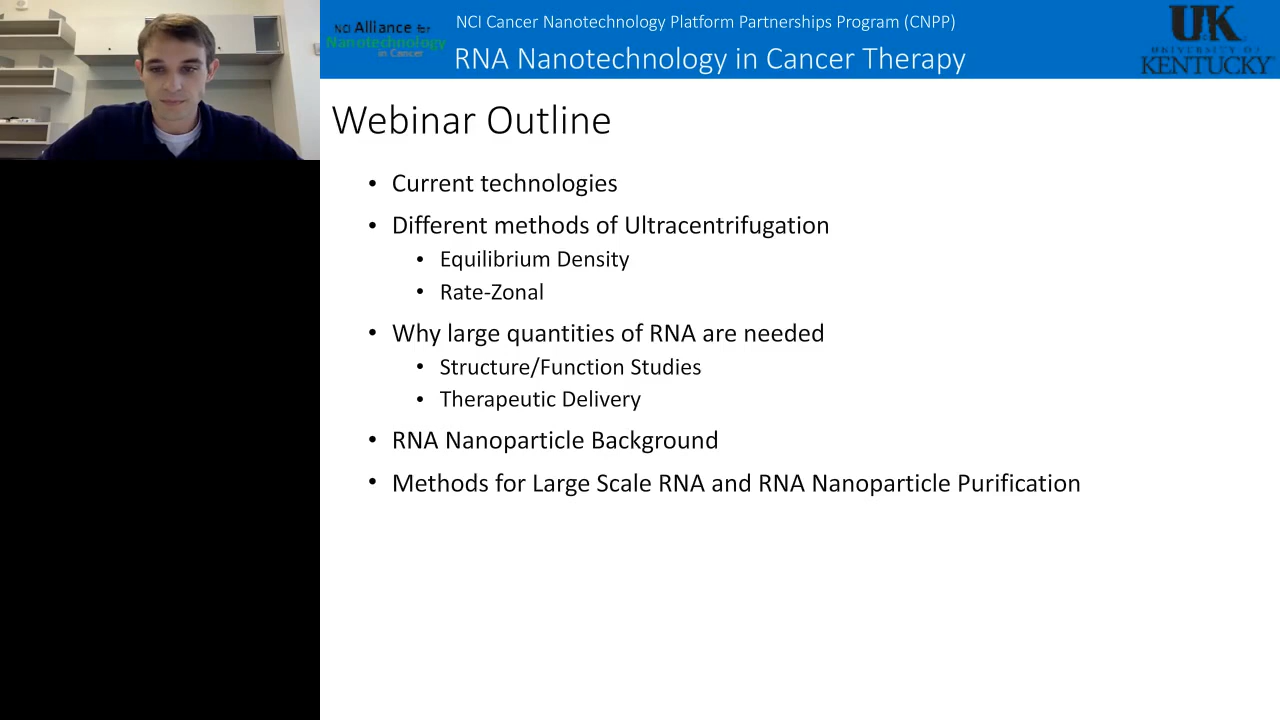 NCI Alliance for
Nanotechnology
in Cancer
NCI Cancer Nanotechnology Platform Partnerships Program (CNPP)
RNA Nanotechnology in Cancer Therapy
UK
UNIVERSITY OF
KENTUCKY
Webinar Outline
• Current technologies
• Different methods of Ultracentrifugation
• Equilibrium Density
• Rate-Zonal
• Why large quantities of RNA are needed
• Structure/Function Studies
• Therapeutic Delivery
• RNA Nanoparticle Background
• Methods for Large Scale RNA and RNA Nanoparticle Purification